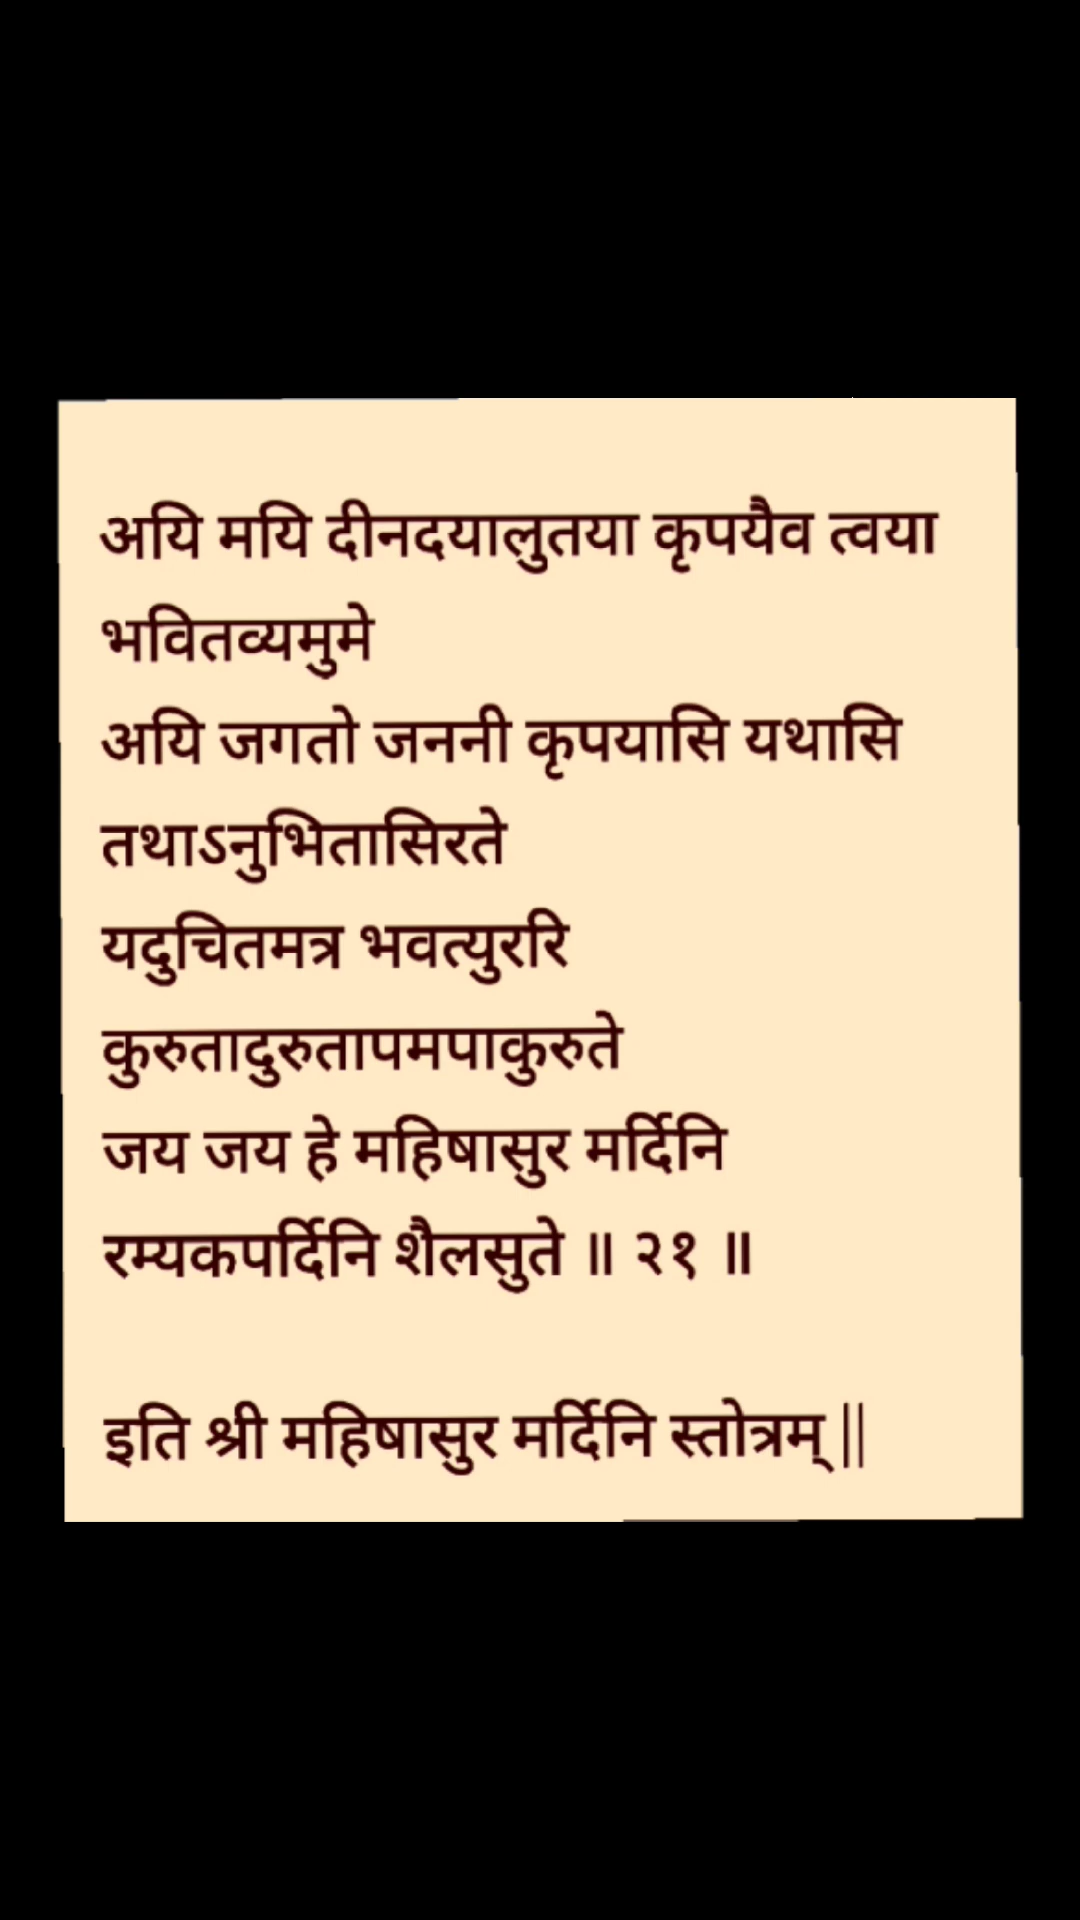 अयि मयि दीनदयालुतया कृपयैव त्वया
भवितव्यमुमे
अयि जगतो जननी कृपयासि यथासि
तथाऽनुभितासिरते
यदुचितमत्र भवत्युररि
कुरुतादुरुतापमपाकुरुते
जय जय हे महिषासुर मर्दिनि
रम्यकपर्दिनि शैलसुते ॥ २१ ॥
इति श्री महिषासुर मर्दिनि स्तोत्रम् ||